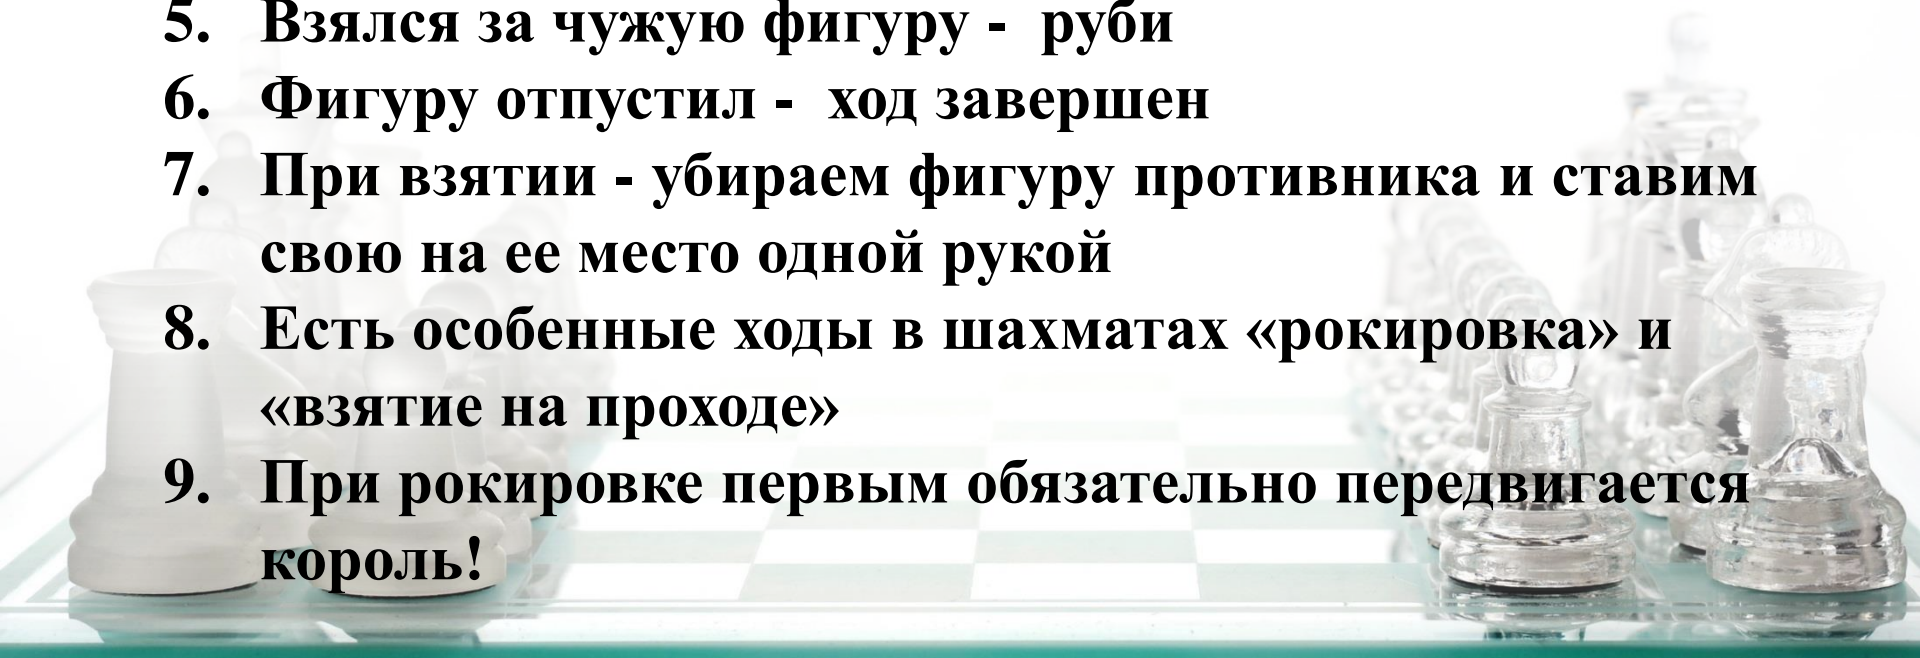 5. Взялся за чужую фигуру - руби
6. Фигуру отпустил - ход завершен
7. При взятии - убираем фигуру противника и ставим
свою на ее место одной рукой
8. Есть особенные ходы в шахматах «рокировка» и
«взятие на проходе»
9. При рокировке первым обязательно передвигается
король!